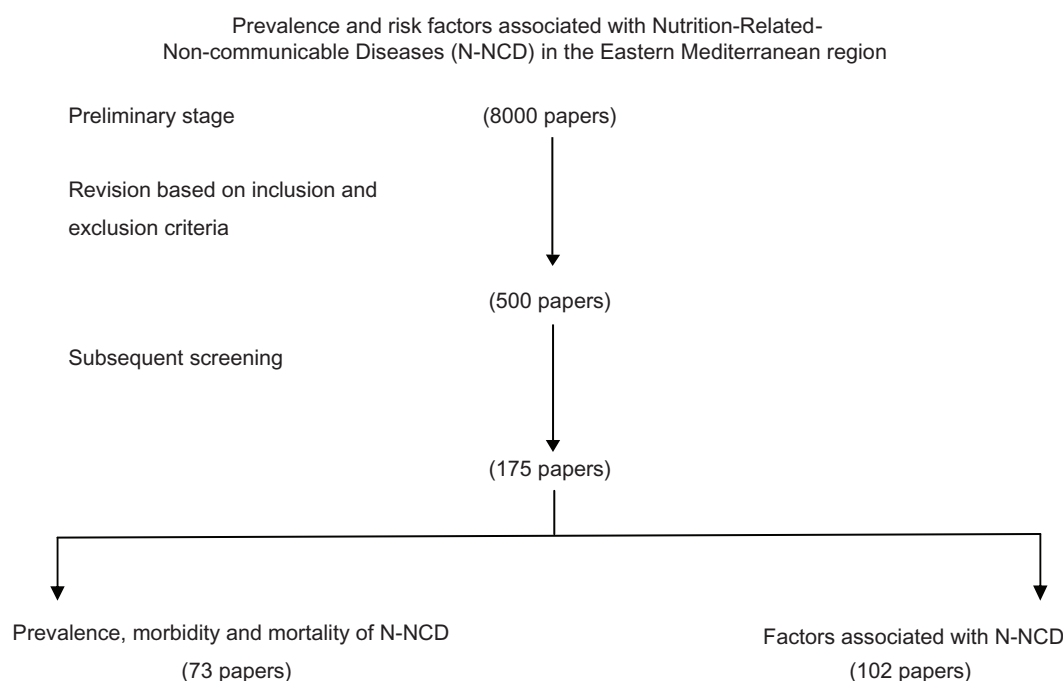 Prevalence and risk factors associated with Nutrition-Related-
Non-communicable Diseases (N-NCD) in the Eastern Mediterranean region
Preliminary stage
(8000 papers)
Revision based on inclusion and
exclusion criteria
(500 papers)
Subsequent screening
(175 papers)
Prevalence, morbidity and mortality of N-NCD
(73 papers)
Factors associated with N-NCD
(102 papers)